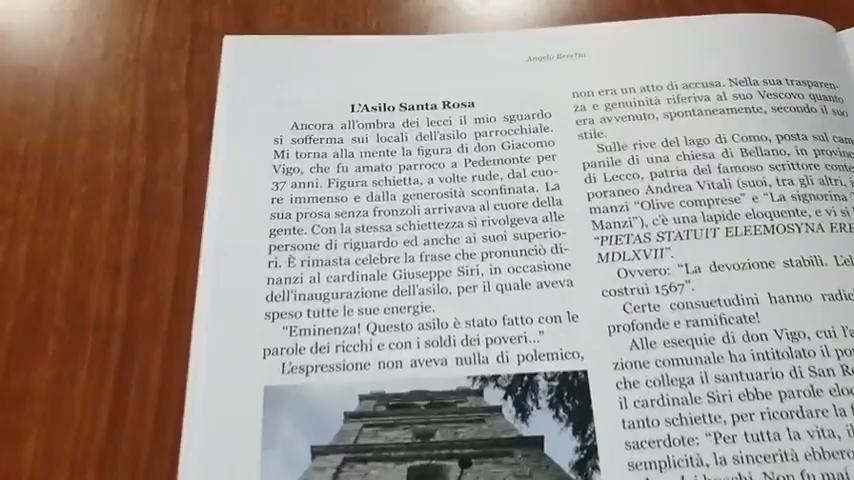 Angelo Beretta
L'Asilo Santa Rosa
Ancora all'ombra dei lecci il mio sguardo
si sofferma sui locali dell'asilo parrocchiale.
Mi torna alla mente la figura di don Giacomo
Vigo, che fu amato parroco a Pedemonte per
37 anni. Figura schietta, a volte rude, dal cuo-
re immenso e dalla generosità sconfinata. La
sua prosa senza fronzoli arrivava al cuore della
gente. Con la stessa schiettezza si rivolgeva alle
persone di riguardo ed anche ai suoi superio-
ri. È rimasta celebre la frase che pronunciò di-
nanzi al cardinale Giuseppe Siri, in occasione
dell'inaugurazione dell'asilo, per il quale aveva
speso tutte le sue energie.
"Eminenza! Questo asilo è stato fatto con le
parole dei ricchi e con i soldi dei poveri..."
L'espressione non aveva nulla di polemico,
non era un atto di accusa. Nella sua trasparen-
za e genuinità riferiva al suo Vescovo quanto
era avvenuto, spontaneamente, secondo il suo
stile.
Sulle rive del lago di Como, posta sul cam-
panile di una chiesa di Bellano, in provinc
di Lecco, patria del famoso scrittore conte
poraneo Andrea Vitali (suoi, tra gli altri, i
manzi "Olive comprese" e "La signorina
Manzi"), c'è una lapide eloquente, e vi si
"PIETAS STATUIT ELEEMOSYNA ERE
MDLXVII".
Ovvero: "La devozione stabilì. L'el
costruì 1567".
Certe consuetudini hanno radic
profonde e ramificate!
Alle esequie di don Vigo, cui l'a
zione comunale ha intitolato il pon
che collega il santuario di San Ro
il cardinale Siri ebbe parole elo
tanto schiette, per ricordare la
sacerdote: "Per tutta la vita,
semplicità, la sincerità ebbero
Non fu mai